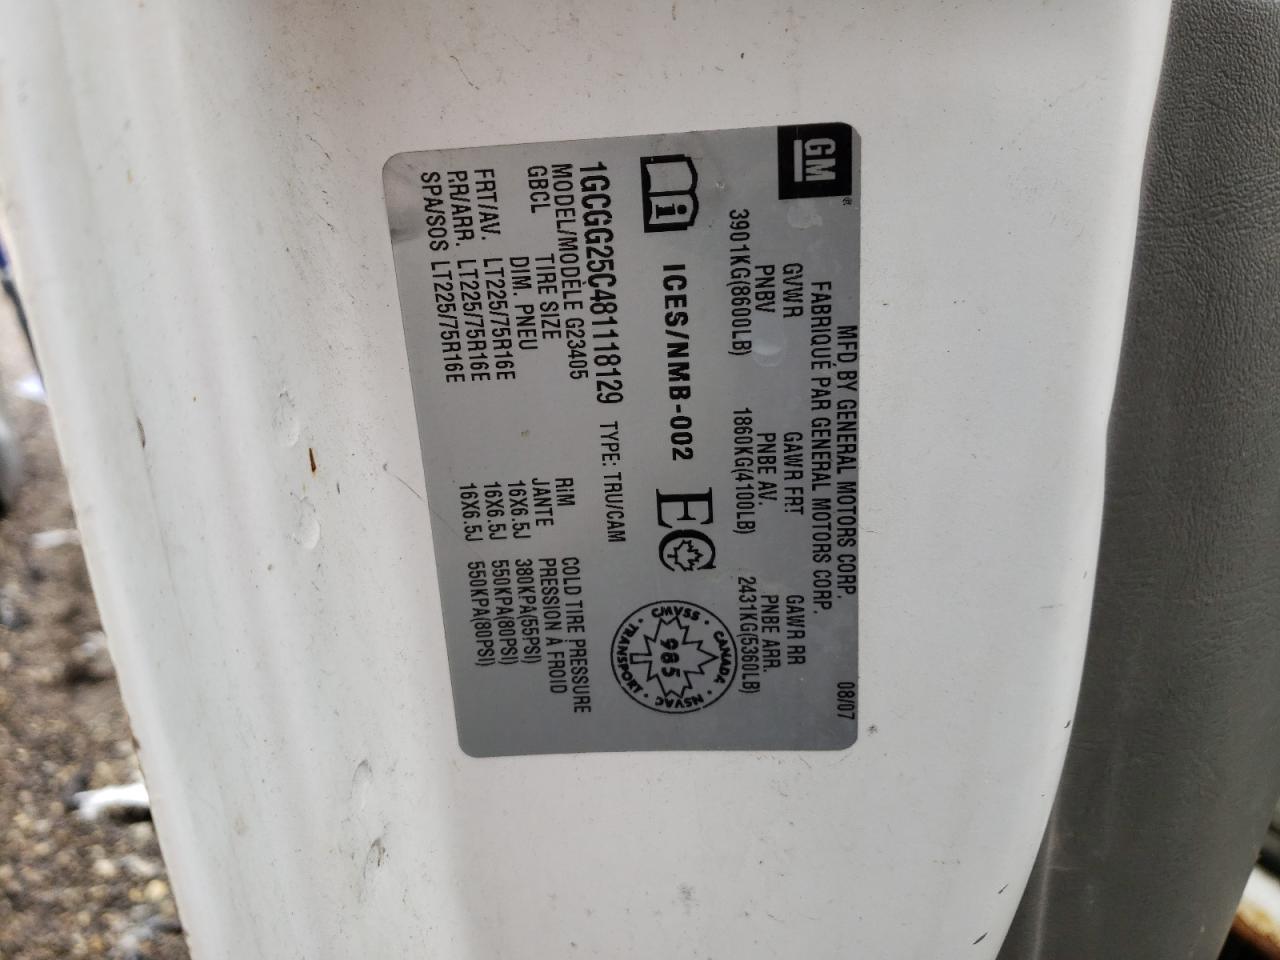 GM
MFD BY GENERAL MOTORS CORP. 08/07
FABRIQUÉ PAR GENERAL MOTORS CORP.
GVWR GAWR FRT GAWR RR
PNBV PNBE AV. PNBE ARR.
3901KG(8600LB) 1860KG(4100LB) 2431KG(5360LB)
i ICES/NMB-002 EC
CANADA · NSVAC · TRANSPORT · CMVSS ·
985
1GCGG25C481118129 TYPE: TRU/CAM
MODEL/MODÈLE G23405
GBCL
TIRE SIZE RIM COLD TIRE PRESSURE
DIM. PNEU JANTE PRESSION À FROID
FRT/AV. LT225/75R16E 16X6.5J 380KPA(55PSI)
RR/ARR. LT225/75R16E 16X6.5J 550KPA(80PSI)
SPA/SOS LT225/75R16E 16X6.5J 550KPA(80PSI)